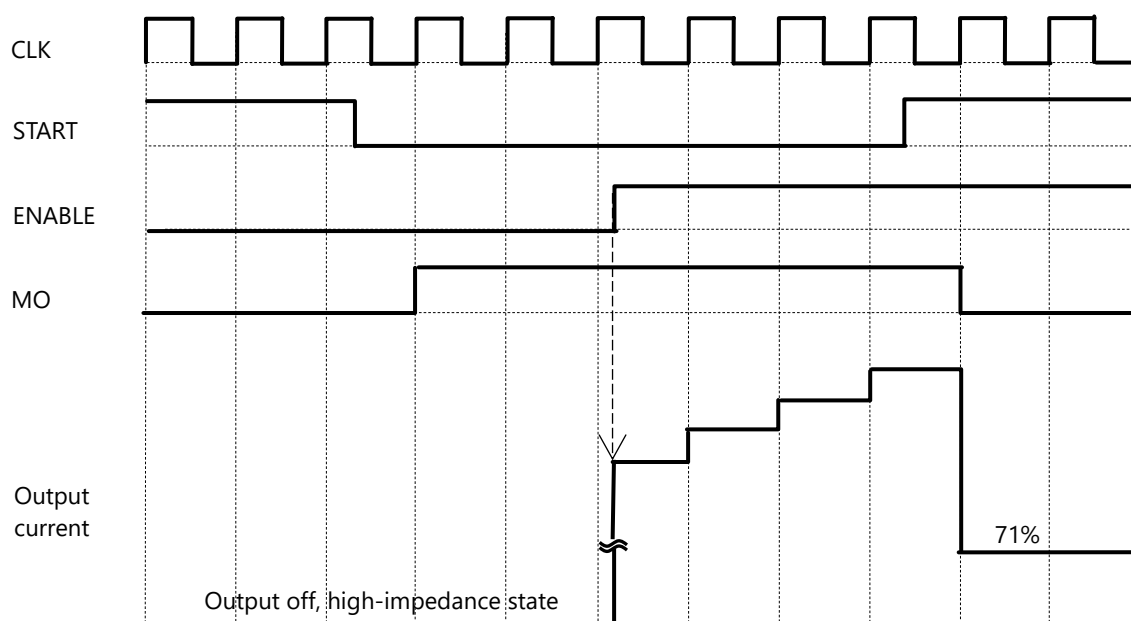 CLK
START
ENABLE
MO
Output
current
71%
Output off, high-impedance state